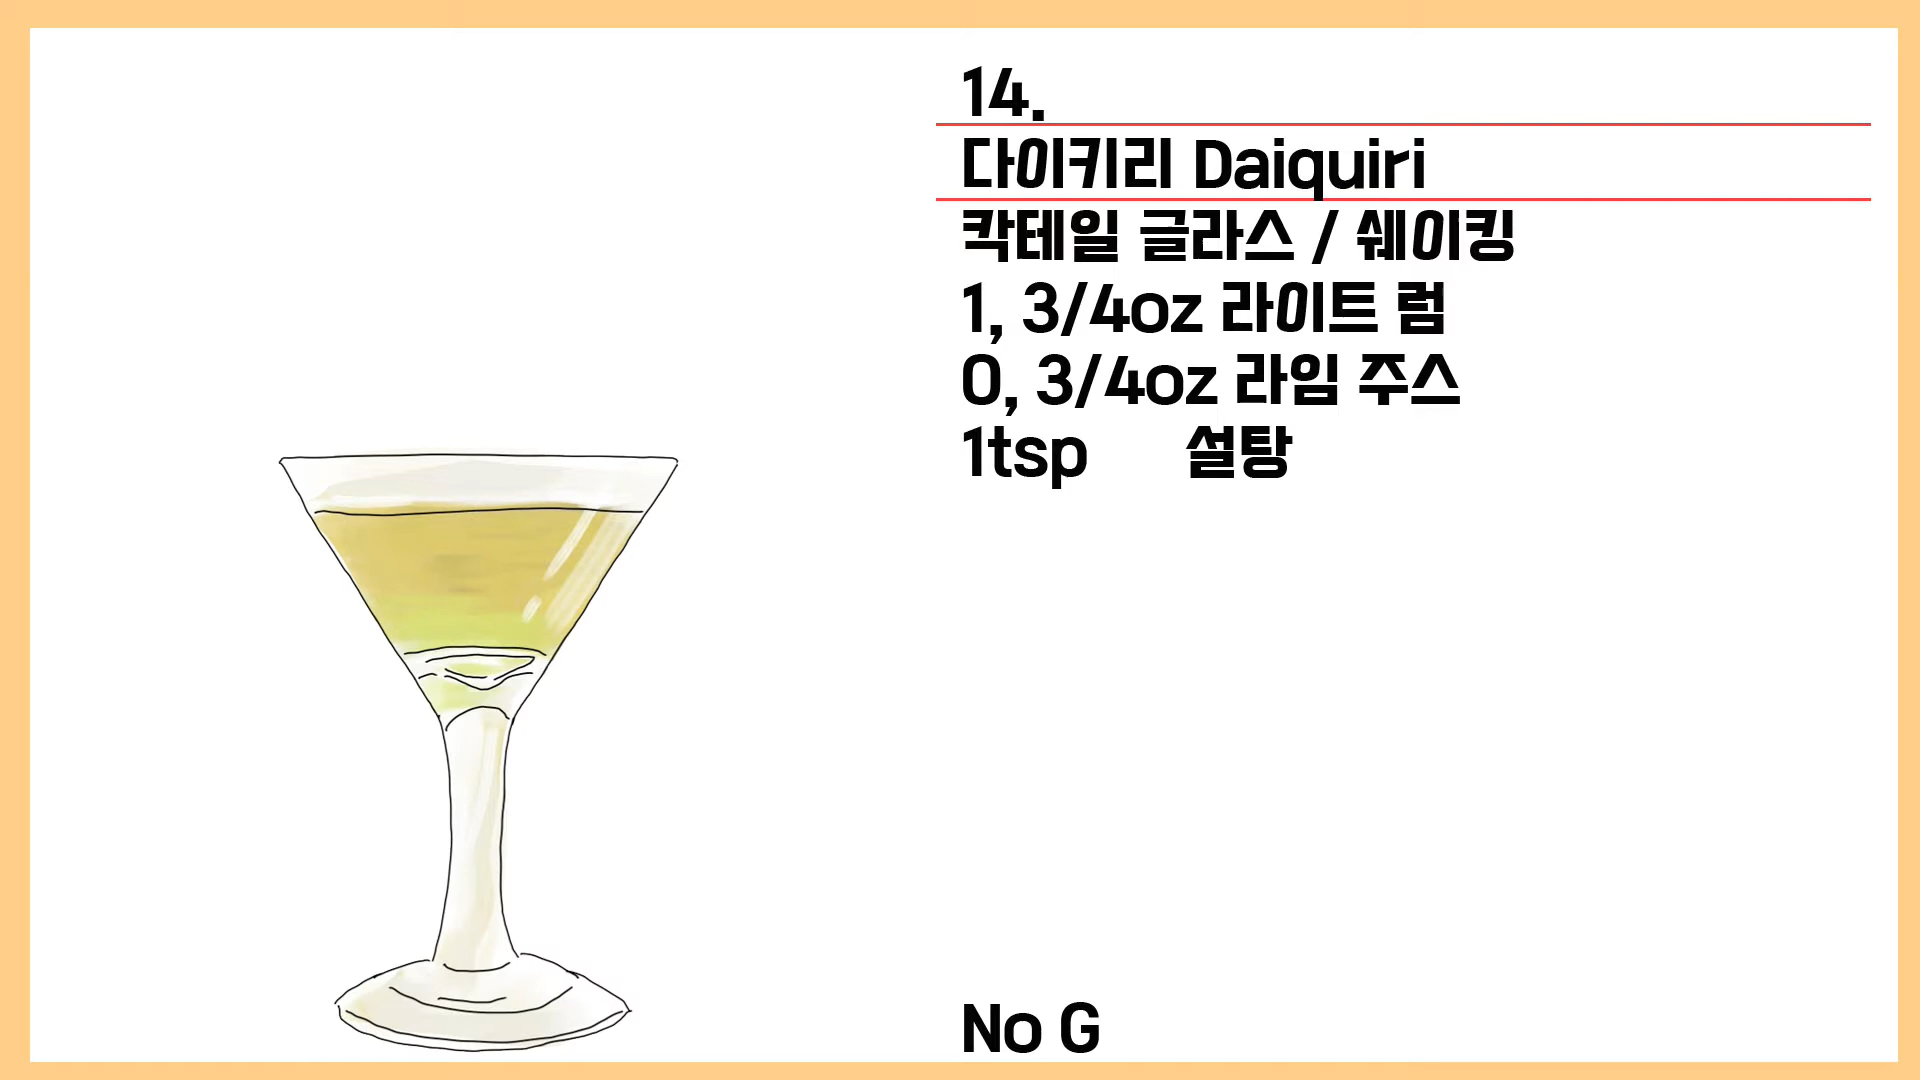 14.
다이키리 Daiquiri
칵테일 글라스 / 쉐이킹
1, 3/4oz 라이트 럼
0, 3/4oz 라임 주스
1tsp 설탕
No G